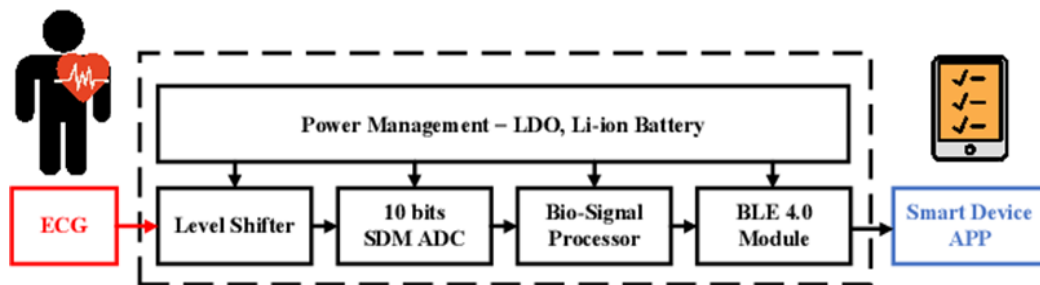 Power Management – LDO, Li-ion Battery
ECG
Level Shifter
10 bits
SDM ADC
Bio-Signal
Processor
BLE 4.0
Module
Smart Device
APP